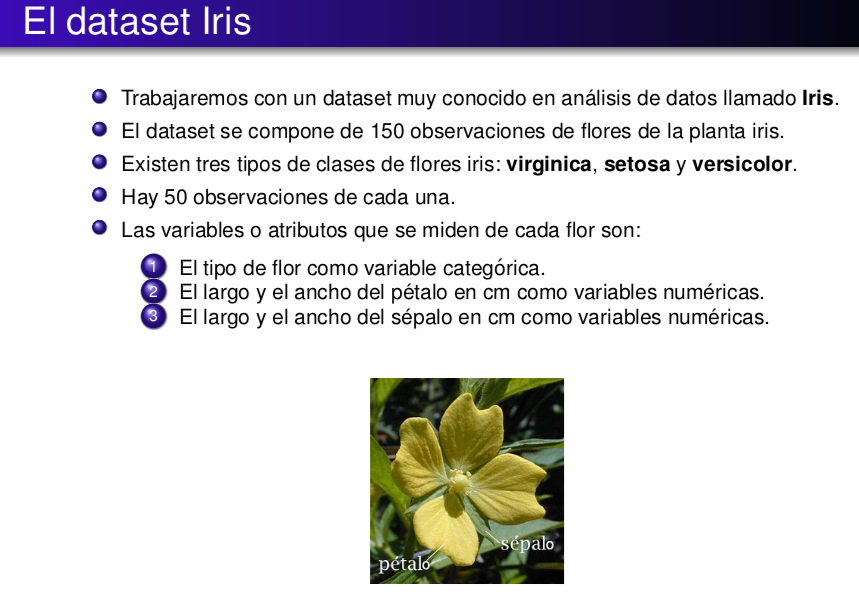 El dataset Iris
Trabajaremos con un dataset muy conocido en análisis de datos llamado Iris.
El dataset se compone de 150 observaciones de flores de la planta iris.
Existen tres tipos de clases de flores iris: virginica, setosa y versicolor.
Hay 50 observaciones de cada una.
Las variables o atributos que se miden de cada flor son:
1 El tipo de flor como variable categórica.
2 El largo y el ancho del pétalo en cm como variables numéricas.
3 El largo y el ancho del sépalo en cm como variables numéricas.
sépalo
pétalo